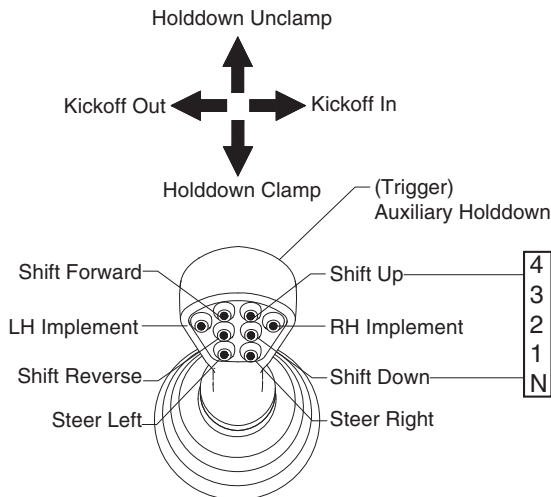 Holddown Unclamp
Kickoff Out
Kickoff In
Holddown Clamp
(Trigger)
Auxiliary Holddown
Shift Forward
Shift Up
LH Implement
RH Implement
Shift Reverse
Shift Down
Steer Left
Steer Right
4
3
2
1
N